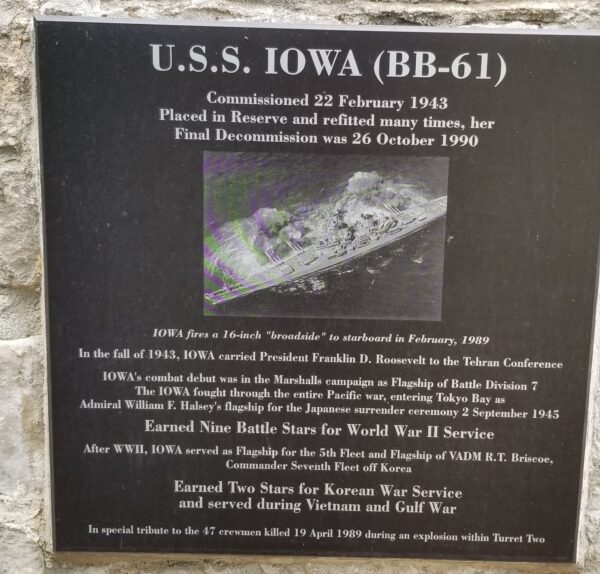 U.S.S. IOWA (BB-61)
Commissioned 22 February 1943
Placed in Reserve and refitted many times, her
Final Decommission was 26 October 1990
IOWA fires a 16-inch "broadside" to starboard in February, 1989
In the fall of 1943, IOWA carried President Franklin D. Roosevelt to the Tehran Conference
IOWA's combat debut was in the Marshalls campaign as Flagship of Battle Division 7
The IOWA fought through the entire Pacific war, entering Tokyo Bay as
Admiral William F. Halsey's flagship for the Japanese surrender ceremony 2 September 1945
Earned Nine Battle Stars for World War II Service
After WWII, IOWA served as Flagship for the 5th Fleet and Flagship of VADM R.T. Briscoe,
Commander Seventh Fleet off Korea
Earned Two Stars for Korean War Service
and served during Vietnam and Gulf War
In special tribute to the 47 crewmen killed 19 April 1989 during an explosion within Turret Two